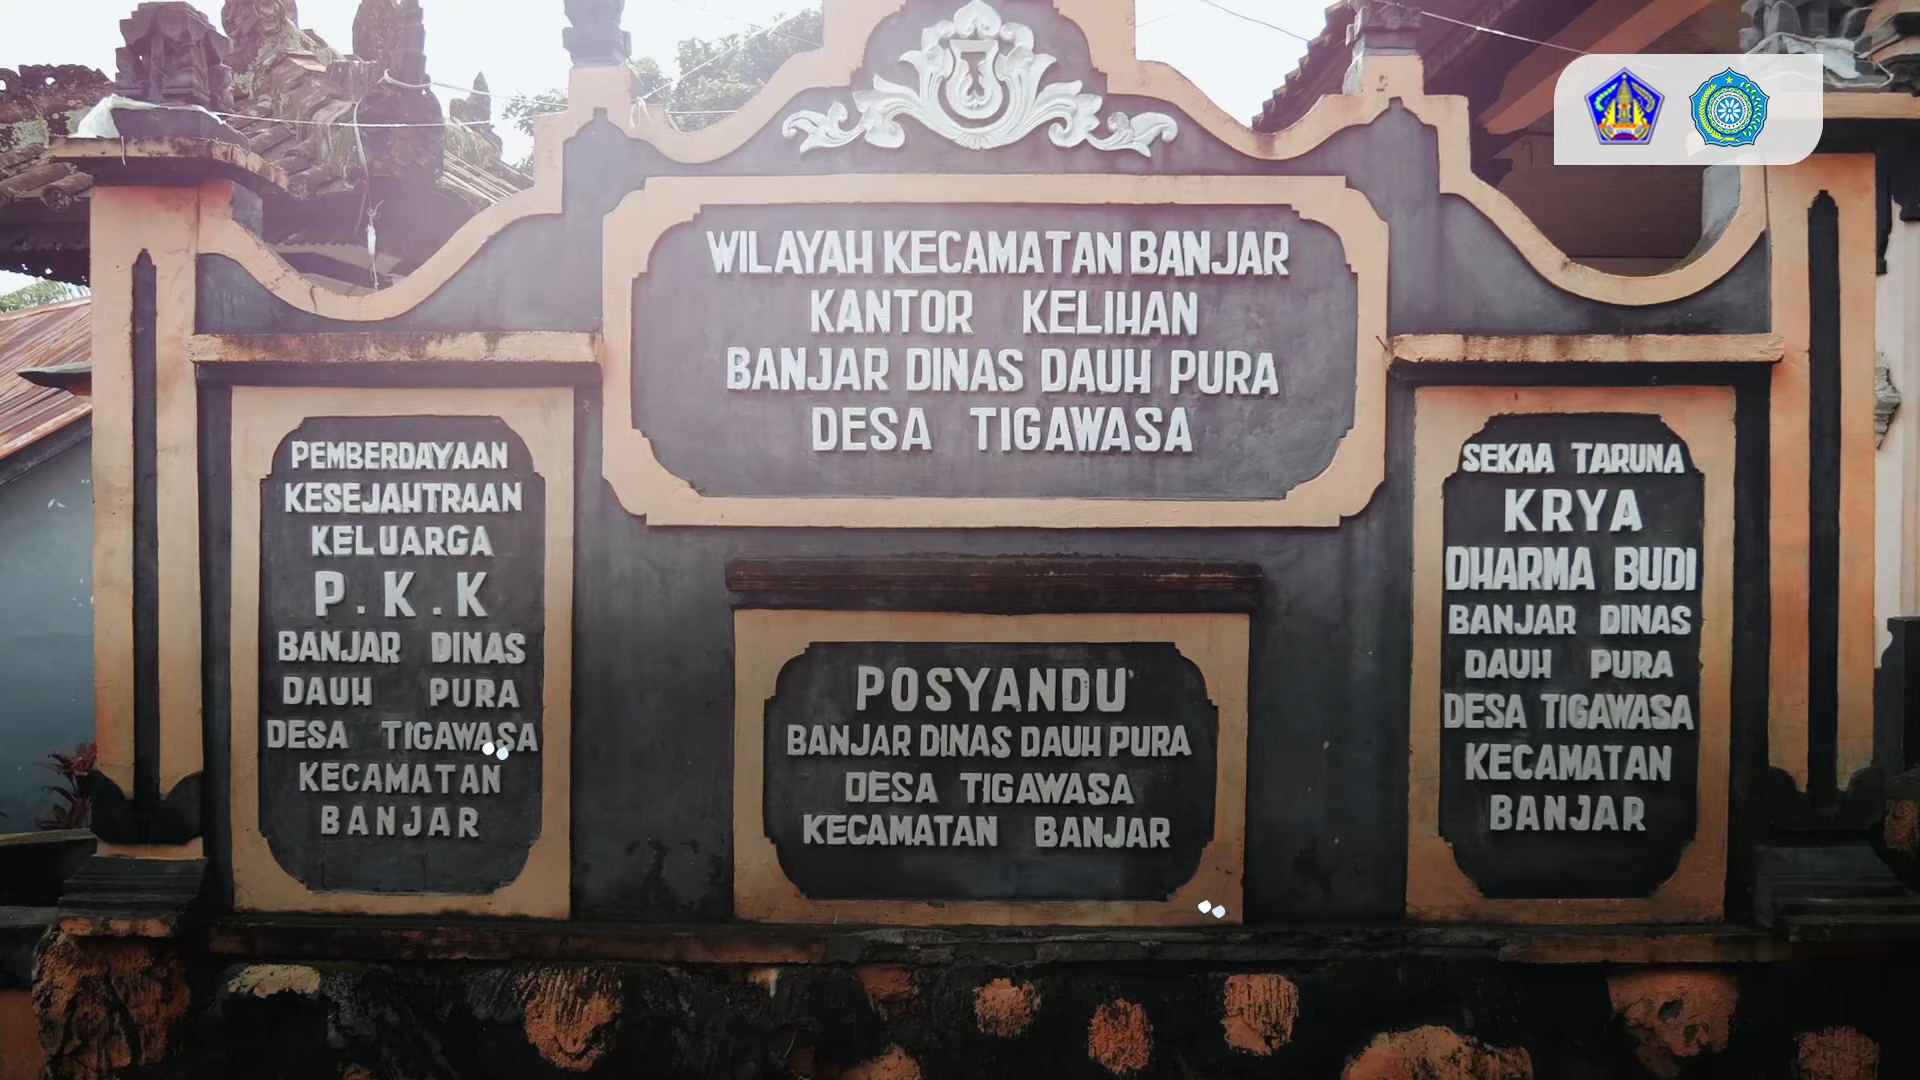 WILAYAH KECAMATAN BANJAR
KANTOR KELIHAN
BANJAR DINAS DAUH PURA
DESA TIGAWASA
PEMBERDAYAAN
KESEJAHTRAAN
KELUARGA
P.K.K
BANJAR DINAS
DAUH PURA
DESA TIGAWASA
KECAMATAN
BANJAR
POSYANDU
BANJAR DINAS DAUH PURA
DESA TIGAWASA
KECAMATAN BANJAR
SEKAA TARUNA
KRYA
DHARMA BUDI
BANJAR DINAS
DAUH PURA
DESA TIGAWASA
KECAMATAN
BANJAR